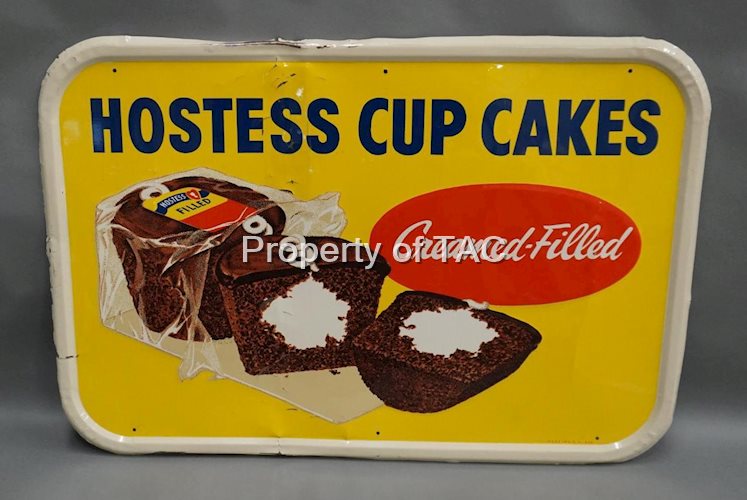 HOSTESS CUP CAKES
HOSTESS
FILLED
Creamed-Filled
Property of TAC